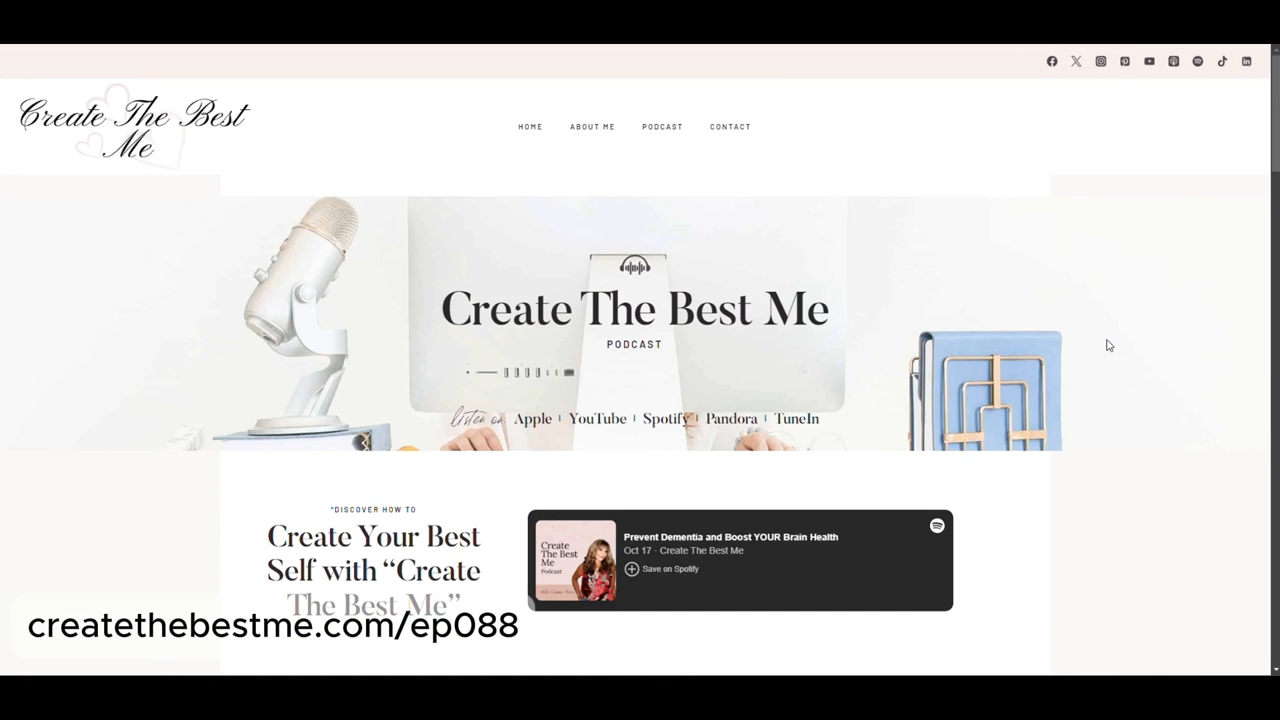 Create The Best
Me
HOME ABOUT ME PODCAST CONTACT
Create The Best Me
PODCAST
listen on Apple YouTube Spotify Pandora TuneIn
"DISCOVER HOW TO
Create Your Best
Self with “Create
The Best Me”
Create
The Best
Me
Podcast
Prevent Dementia and Boost YOUR Brain Health
Oct 17 · Create The Best Me
Save on Spotify
createthebestme.com/ep088